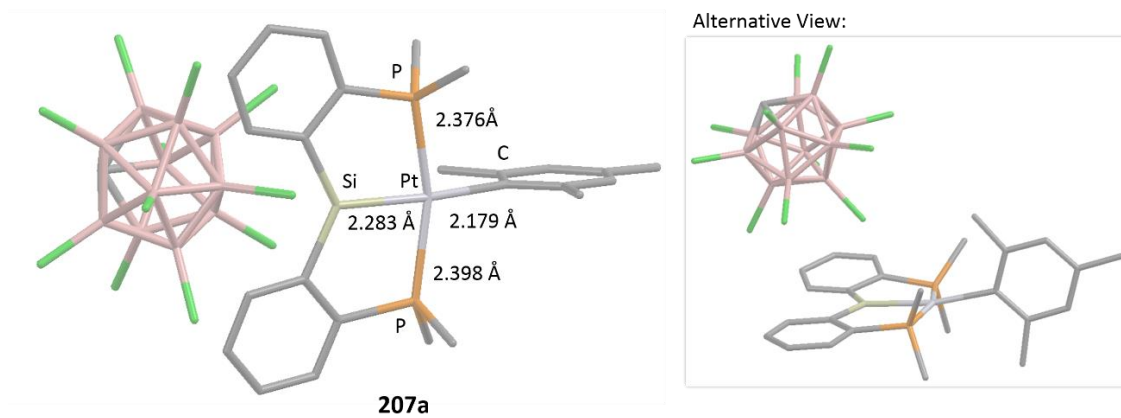 Alternative View:
P
2.376Å
C
Si
Pt
2.283 Å
2.179 Å
2.398 Å
P
207a